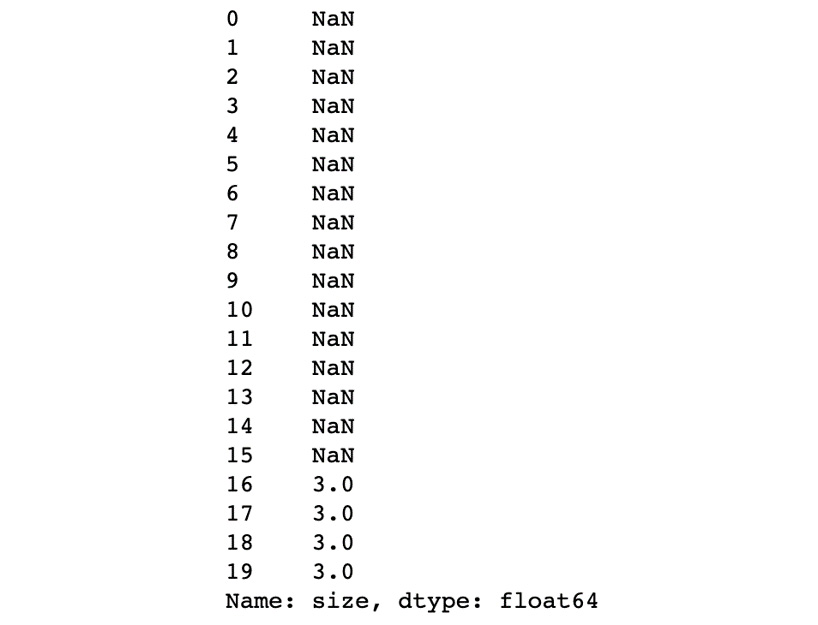 0      NaN
1      NaN
2      NaN
3      NaN
4      NaN
5      NaN
6      NaN
7      NaN
8      NaN
9      NaN
10     NaN
11     NaN
12     NaN
13     NaN
14     NaN
15     NaN
16     3.0
17     3.0
18     3.0
19     3.0
Name: size, dtype: float64